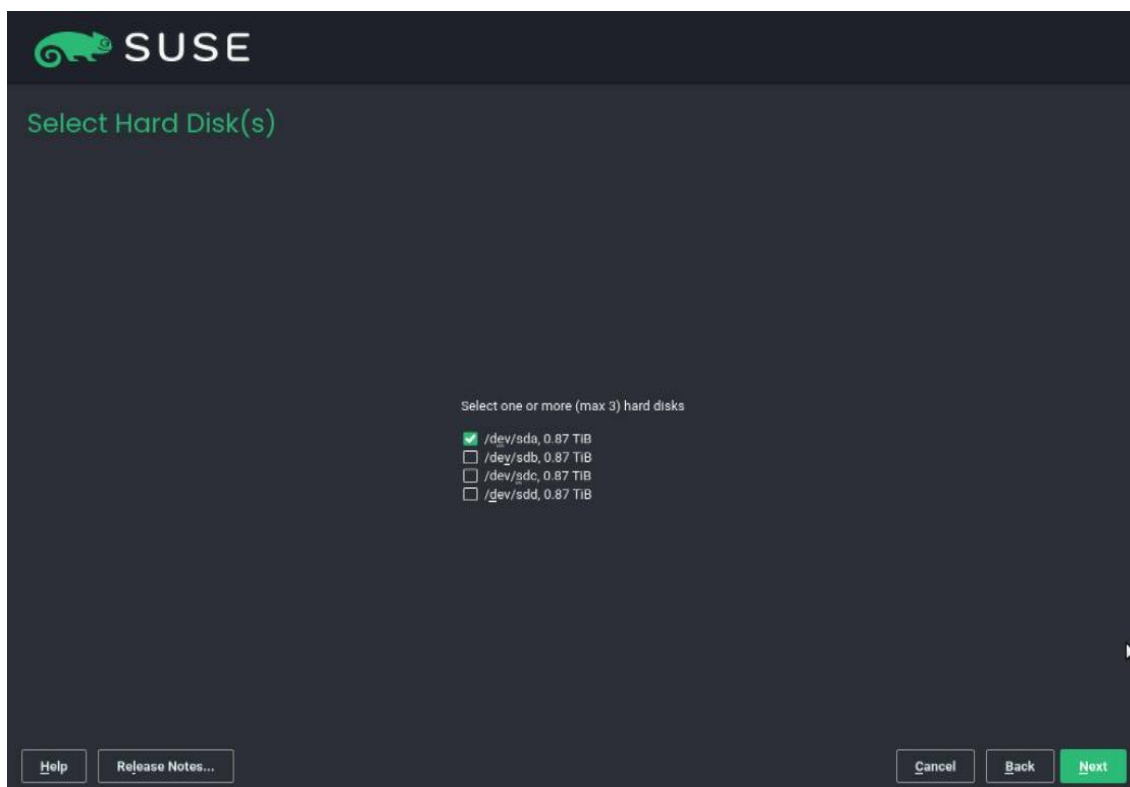 SUSE
Select Hard Disk(s)
Select one or more (max 3) hard disks
/dev/sda, 0.87 TiB
/dev/sdb, 0.87 TiB
/dev/sdc, 0.87 TiB
/dev/sdd, 0.87 TiB
Help Release Notes... Cancel Back Next